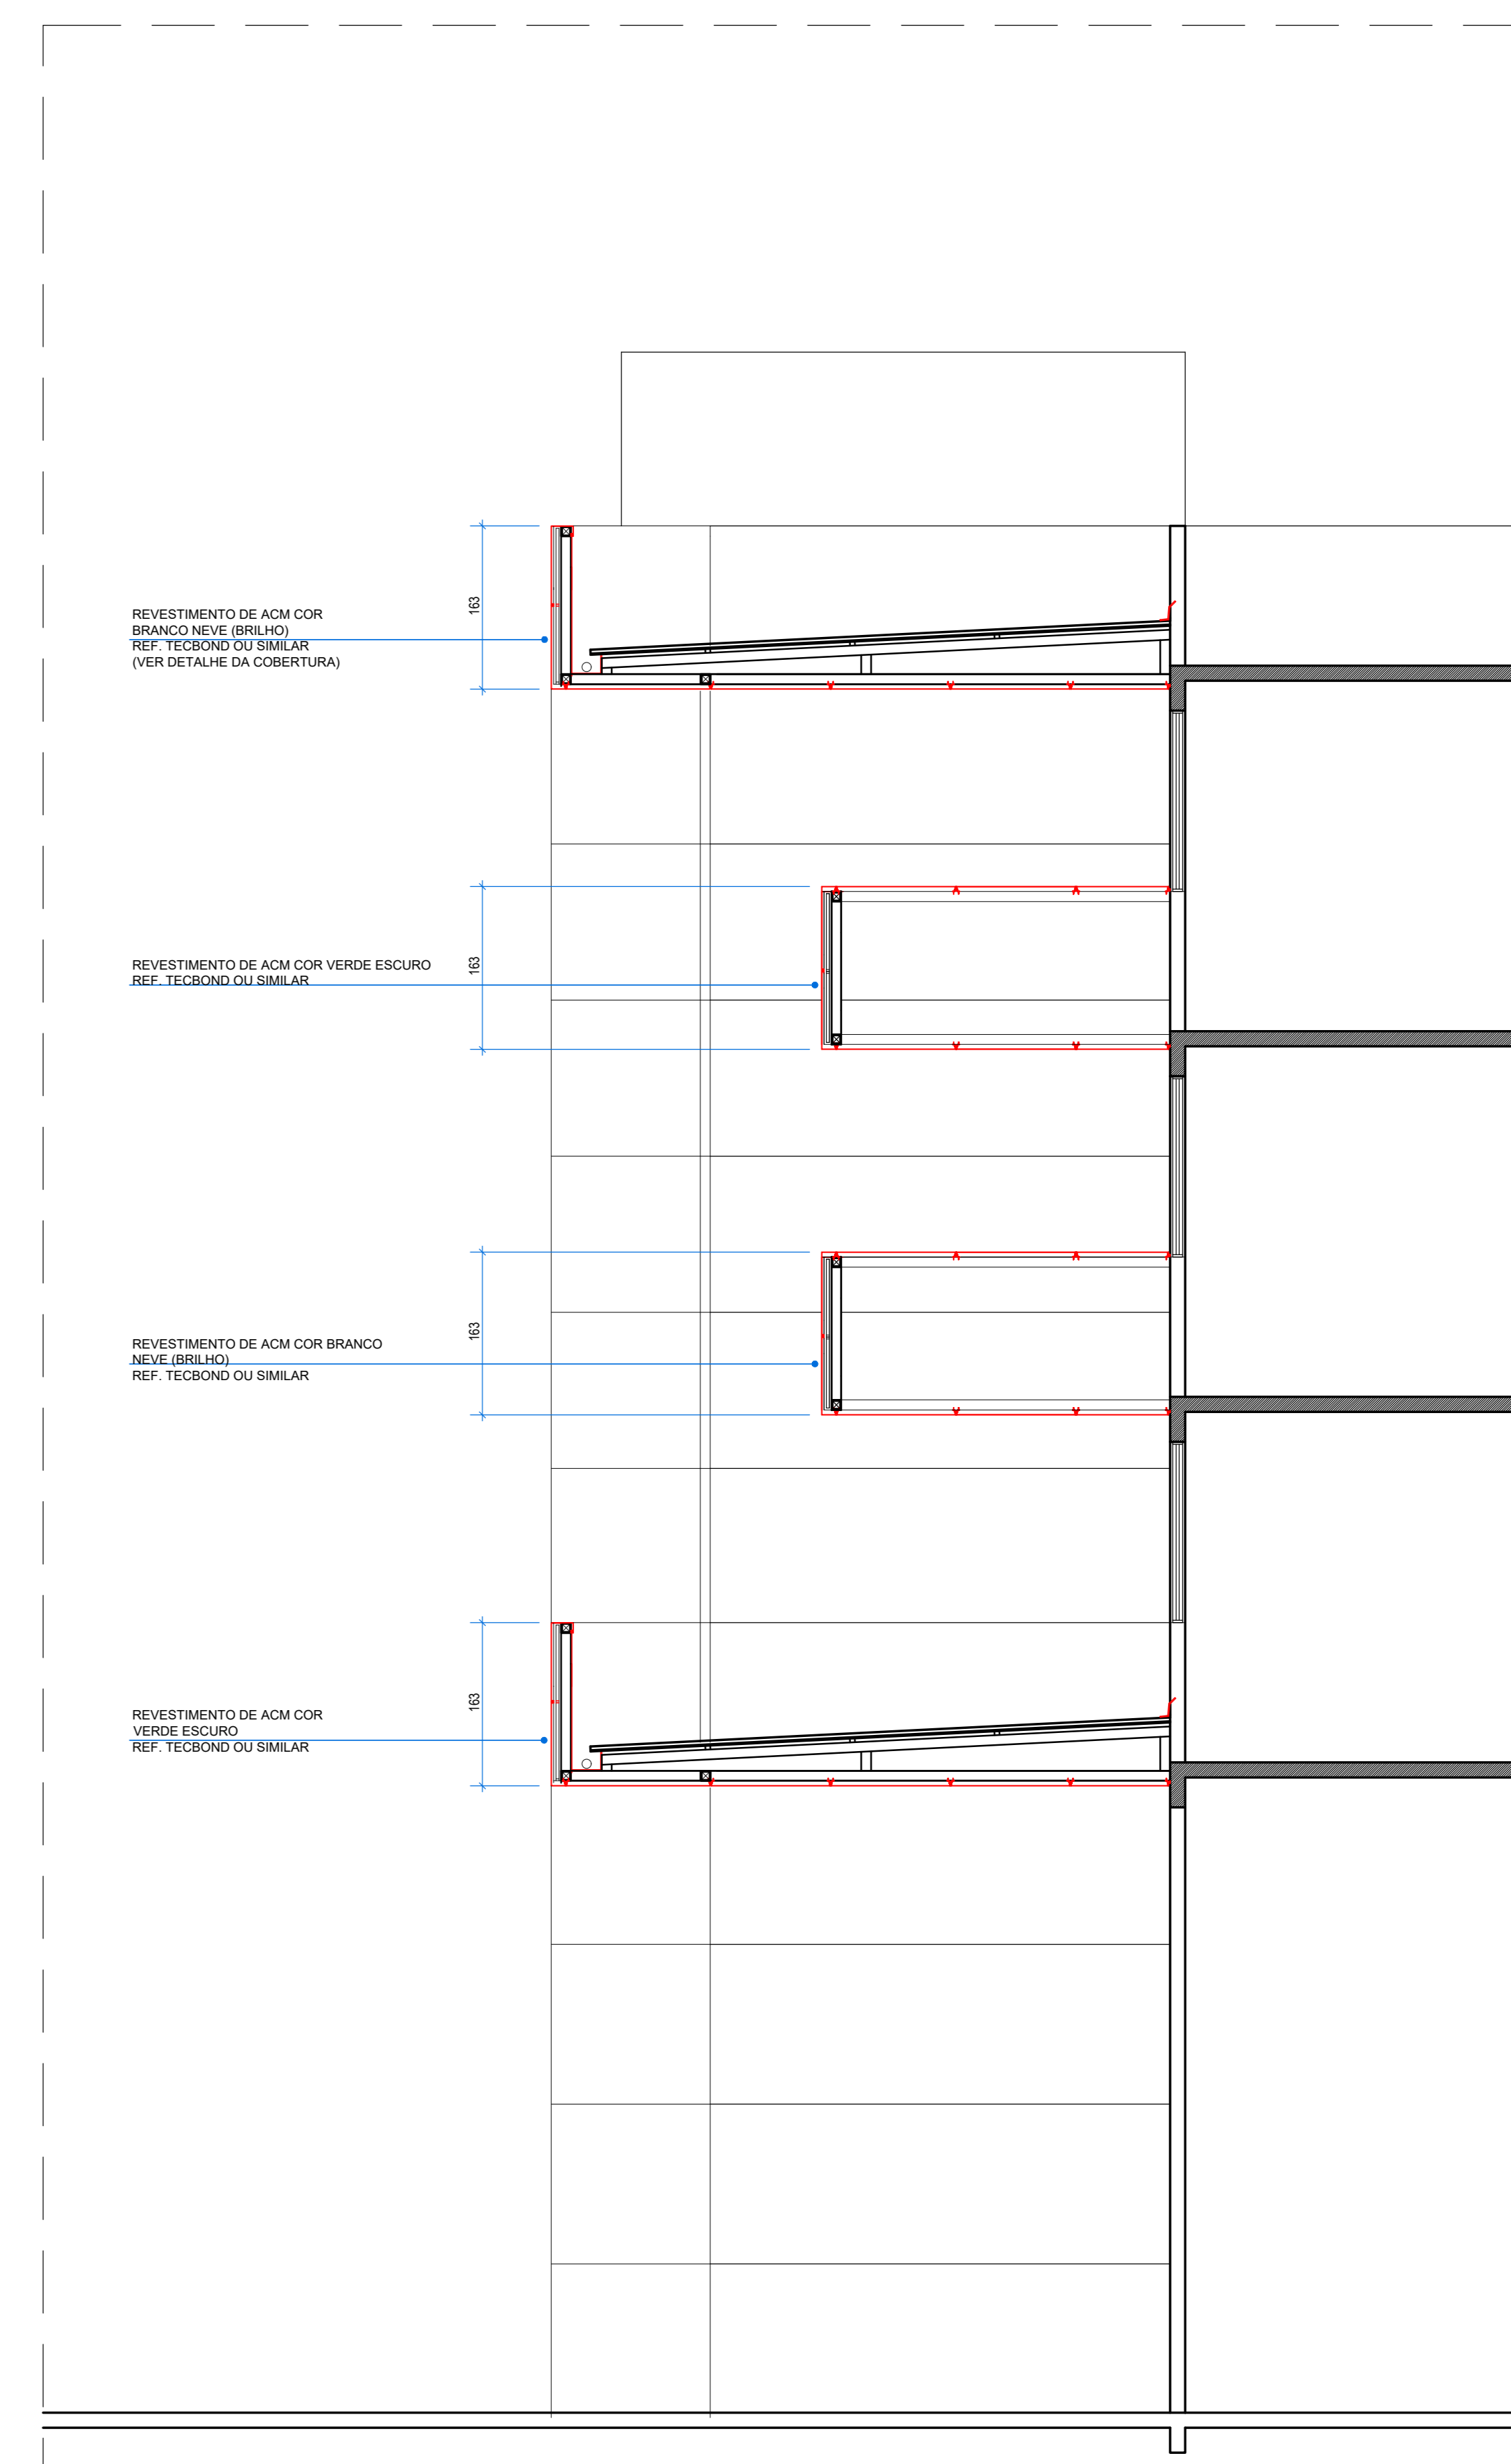 163
REVESTIMENTO DE ACM COR
BRANCO NEVE (BRILHO)
REF. TECBOND OU SIMILAR
(VER DETALHE DA COBERTURA)
163
REVESTIMENTO DE ACM COR VERDE ESCURO
REF. TECBOND OU SIMILAR
163
REVESTIMENTO DE ACM COR BRANCO
NEVE (BRILHO)
REF. TECBOND OU SIMILAR
163
REVESTIMENTO DE ACM COR
VERDE ESCURO
REF. TECBOND OU SIMILAR